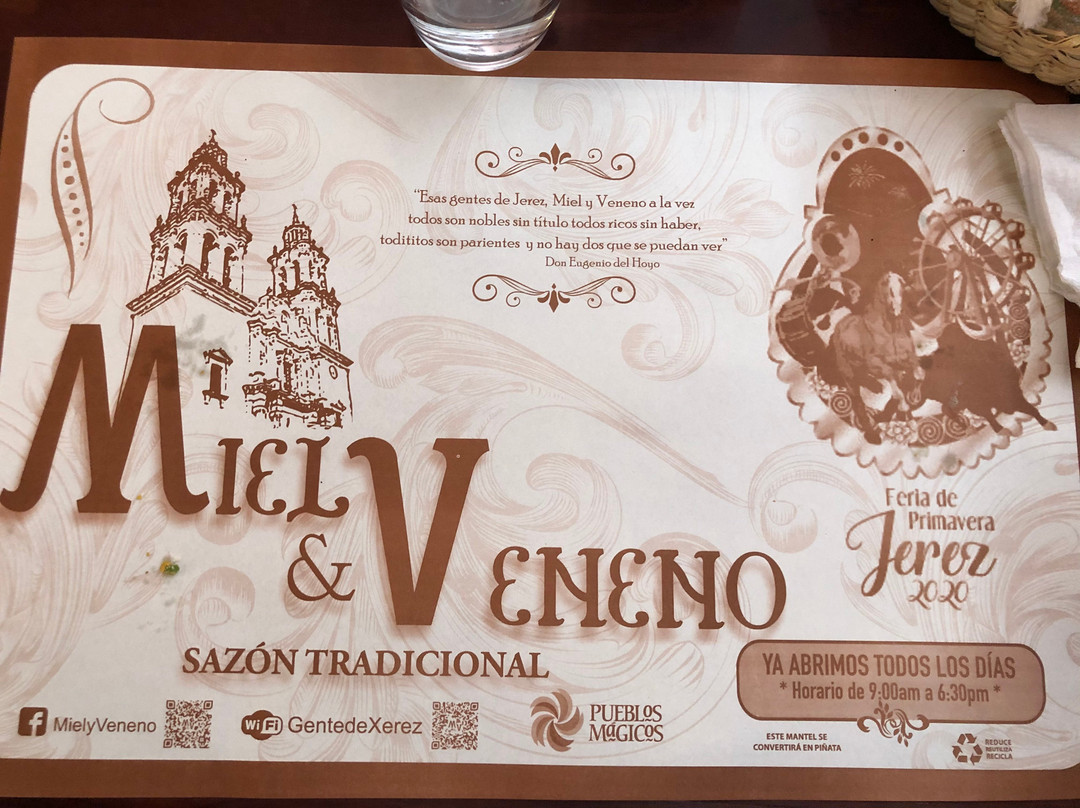 "Esas gentes de Jerez, Miel y Veneno a la vez
todos son nobles sin título todos ricos sin haber,
todititos son parientes y no hay dos que se puedan ver"
Don Eugenio del Hoyo
MIEL
& VENENO
SAZÓN TRADICIONAL
Feria de
Primavera
Jerez
2020
YA ABRIMOS TODOS LOS DÍAS
* Horario de 9:00am a 6:30pm *
f MielyVeneno
WiFi GentedeXerez
PUEBLOS
MáGICOS
ESTE MANTEL SE
CONVERTIRÁ EN PIÑATA
REDUCE
REUTILIZA
RECICLA